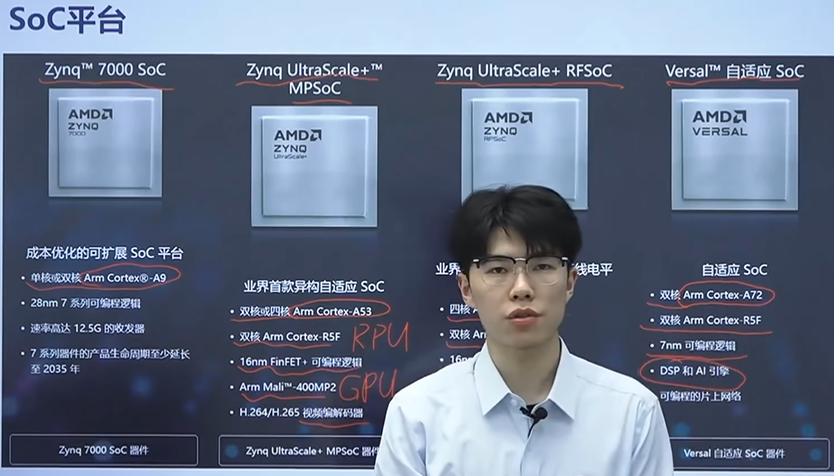 SoC平台
Zynq™ 7000 SoC
AMD
ZYNQ
7000
成本优化的可扩展 SoC 平台
• 单核或双核 Arm Cortex®-A9
• 28nm 7 系列可编程逻辑
• 速率高达 12.5G 的收发器
• 7 系列器件的产品生命周期至少延长
至 2035 年
Zynq 7000 SoC 器件
Zynq UltraScale+™
MPSoC
AMD
ZYNQ
UltraScale+
业界首款异构自适应 SoC
• 双核或四核 Arm Cortex-A53
• 双核 Arm Cortex-R5F RPU
• 16nm FinFET+ 可编程逻辑
• Arm Mali™-400MP2 GPU
• H.264/H.265 视频编解码器
Zynq UltraScale+ MPSoC 器件
Zynq UltraScale+ RFSoC
AMD
ZYNQ
RFSoC
业界
线电平
• 四核
• 双核
• 16n
Versal™ 自适应 SoC
AMD
VERSAL
自适应 SoC
• 双核 Arm Cortex-A72
• 双核 Arm Cortex-R5F
• 7nm 可编程逻辑
• DSP 和 AI 引擎
• 可编程的片上网络
Versal 自适应 SoC 器件